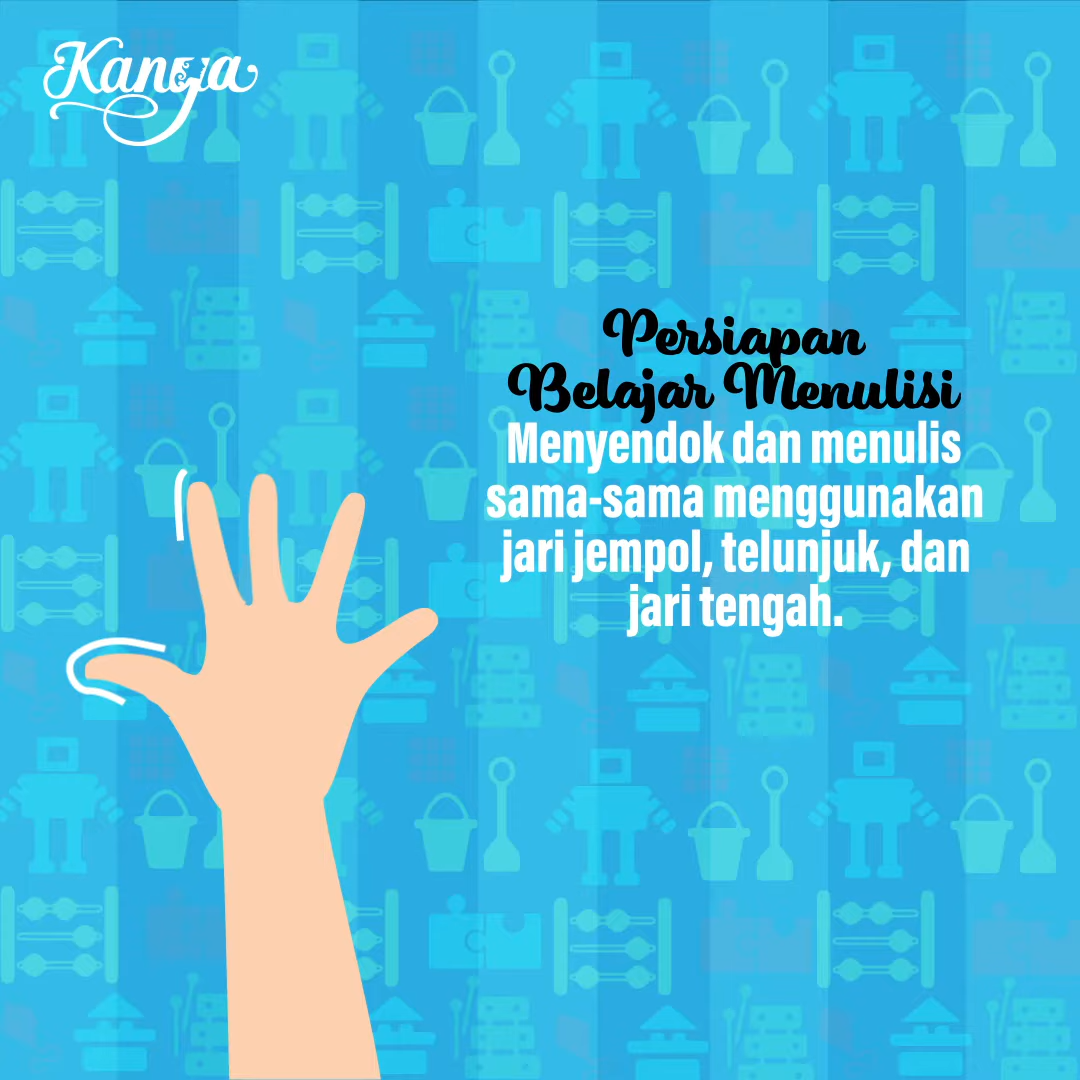 Kanya
Persiapan
Belajar Menulisi
Menyendok dan menulis
sama-sama menggunakan
jari jempol, telunjuk, dan
jari tengah.